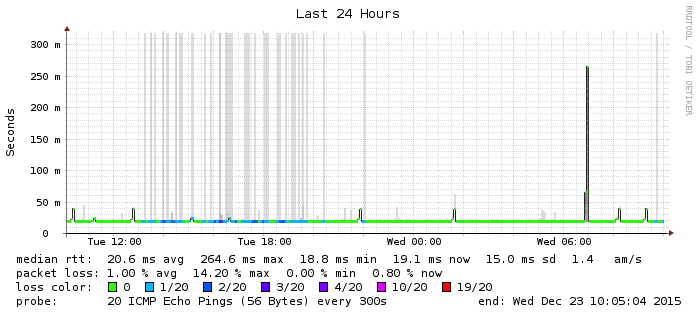 Last 24 Hours
RRDTOOL / TOBI OETIKER
Seconds
300 m
250 m
200 m
150 m
100 m
50 m
0
Tue 12:00 Tue 18:00 Wed 00:00 Wed 06:00
median rtt: 20.6 ms avg 264.6 ms max 18.8 ms min 19.1 ms now 15.0 ms sd 1.4 am/s
packet loss: 1.00 % avg 14.20 % max 0.00 % min 0.80 % now
loss color: 0 1/20 2/20 3/20 4/20 10/20 19/20
probe: 20 ICMP Echo Pings (56 Bytes) every 300s end: Wed Dec 23 10:05:04 2015